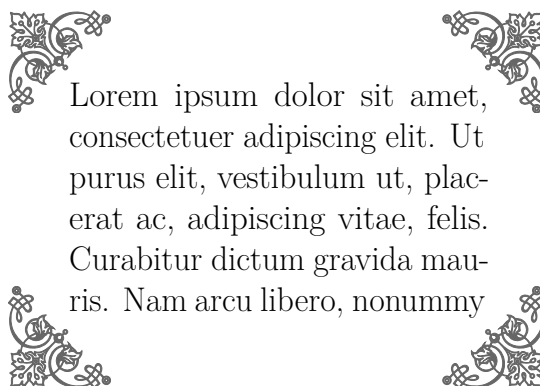 Lorem ipsum dolor sit amet,
consectetuer adipiscing elit. Ut
purus elit, vestibulum ut, plac-
erat ac, adipiscing vitae, felis.
Curabitur dictum gravida mau-
ris. Nam arcu libero, nonummy